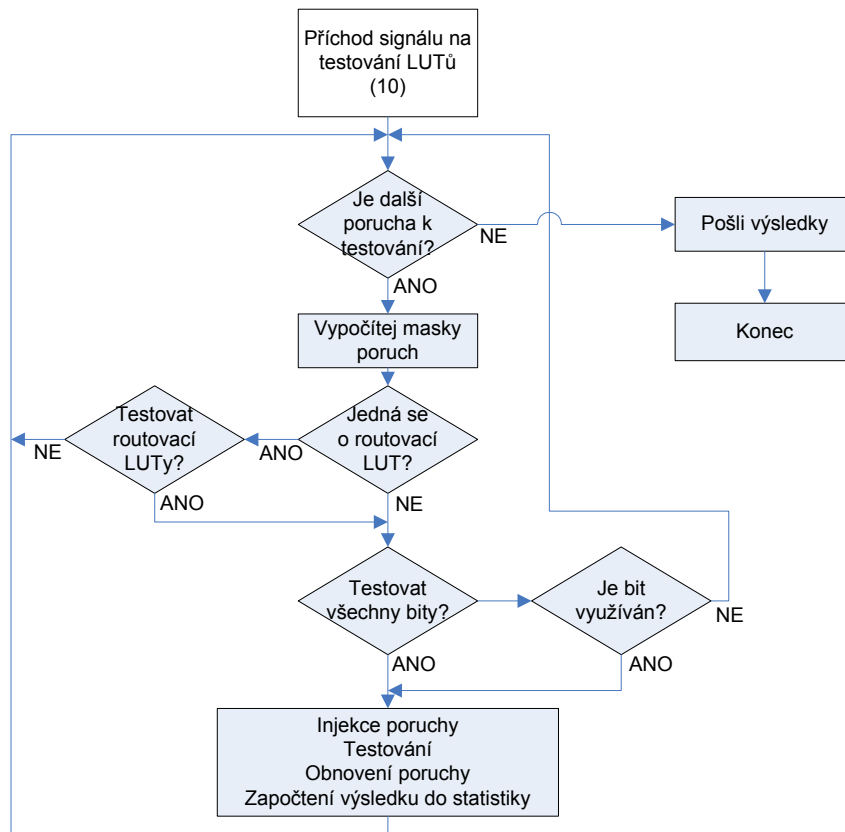 Příchod signálu na
testování LUTů
(10)
Je další
porucha k
testování?
NE
ANO
Pošli výsledky
Konec
Vypočítej masky
poruch
Jedná se
o routovací
LUT?
ANO
NE
Testovat
routovací
LUTy?
NE
ANO
Testovat
všechny bity?
ANO
Je bit
využíván?
NE
ANO
Injekce poruchy
Testování
Obnovení poruchy
Započtení výsledku do statistiky